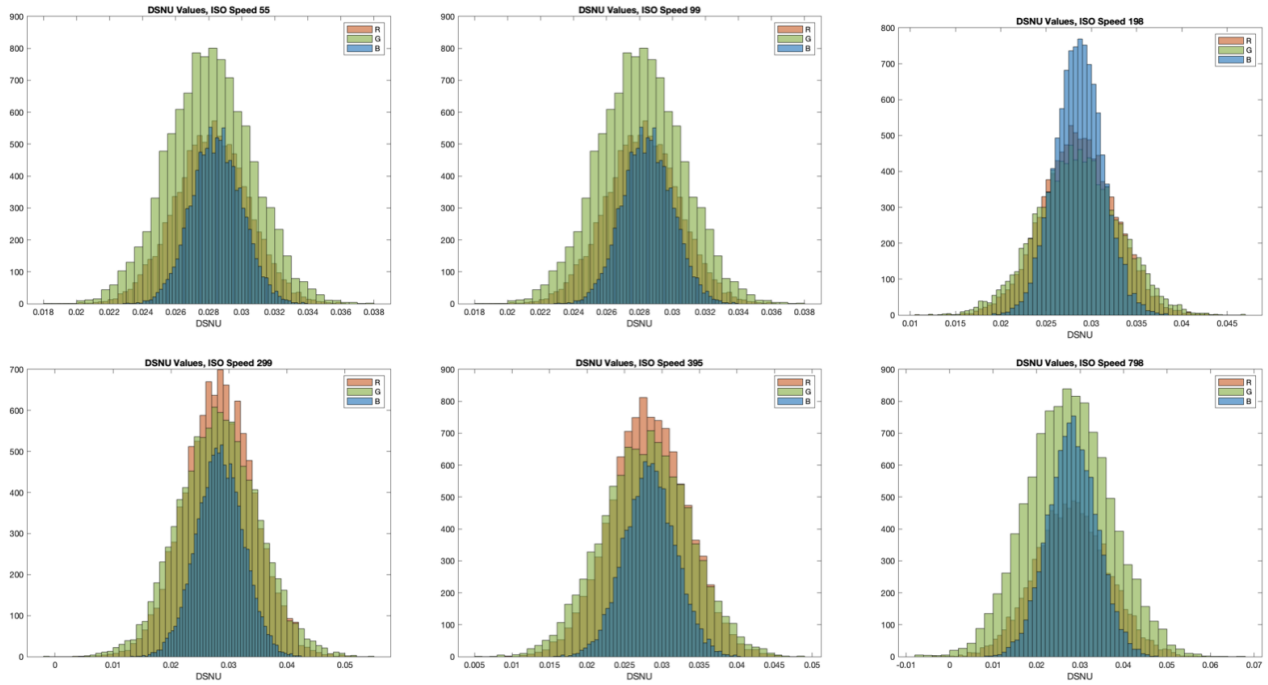 DSNU Values, ISO Speed 55
900
800
700
600
500
400
300
200
100
0
0.018 0.02 0.022 0.024 0.026 0.028 0.03 0.032 0.034 0.036 0.038
DSNU
R
G
B
DSNU Values, ISO Speed 99
900
800
700
600
500
400
300
200
100
0
0.018 0.02 0.022 0.024 0.026 0.028 0.03 0.032 0.034 0.036 0.038
DSNU
R
G
B
DSNU Values, ISO Speed 198
800
700
600
500
400
300
200
100
0
0.01 0.015 0.02 0.025 0.03 0.035 0.04 0.045
DSNU
R
G
B
DSNU Values, ISO Speed 299
700
600
500
400
300
200
100
0
0 0.01 0.02 0.03 0.04 0.05
DSNU
R
G
B
DSNU Values, ISO Speed 395
900
800
700
600
500
400
300
200
100
0
0.005 0.01 0.015 0.02 0.025 0.03 0.035 0.04 0.045 0.05
DSNU
R
G
B
DSNU Values, ISO Speed 798
900
800
700
600
500
400
300
200
100
0
-0.01 0 0.01 0.02 0.03 0.04 0.05 0.06 0.07
DSNU
R
G
B